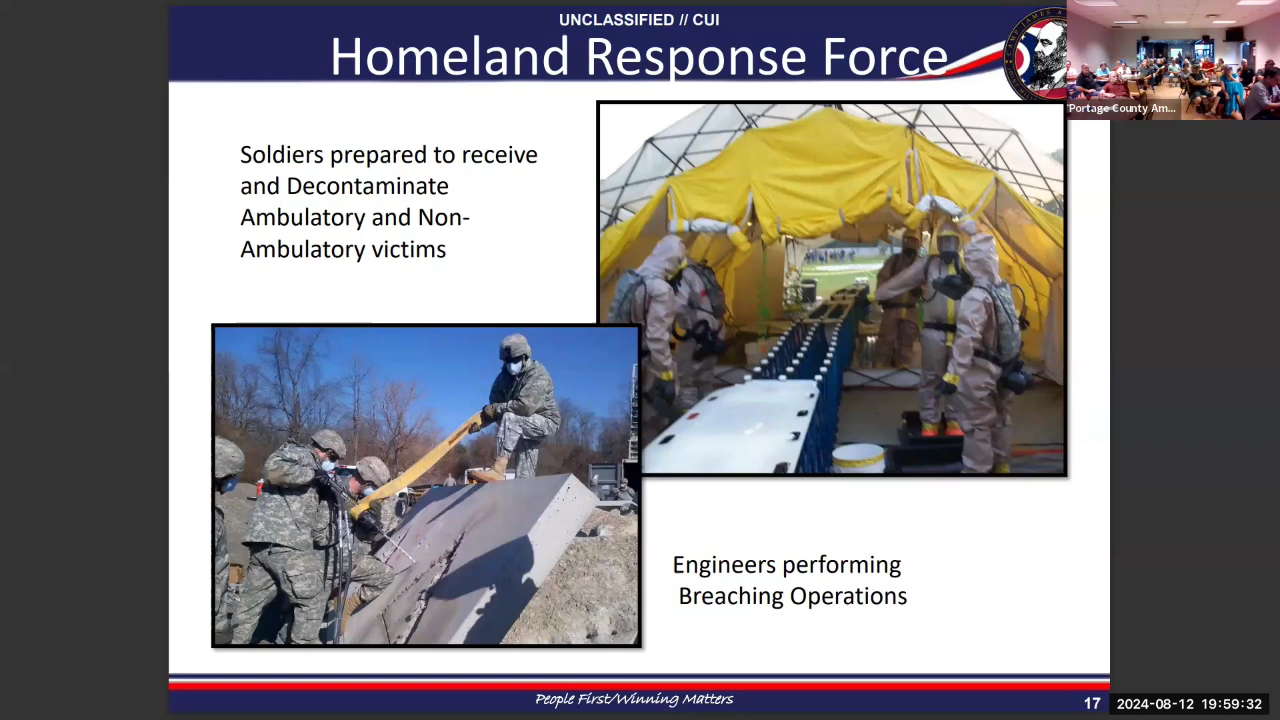 UNCLASSIFIED // CUI
Homeland Response Force
Portage County Am...
Soldiers prepared to receive
and Decontaminate
Ambulatory and Non-
Ambulatory victims
Engineers performing
Breaching Operations
People First/Winning Matters
17
2024-08-12 19:59:32